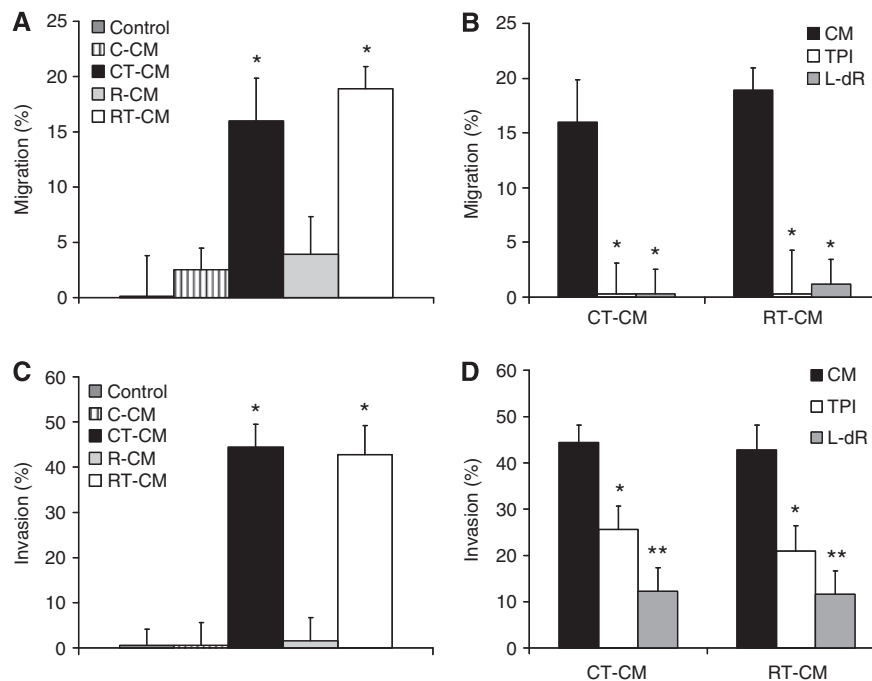 A
Migration (%)
25
20
15
10
5
0
Control
C-CM
CT-CM
R-CM
RT-CM
*
*
B
Migration (%)
25
20
15
10
5
0
CM
TPI
L-dR
*
*
*
*
CT-CM
RT-CM
C
Invasion (%)
60
50
40
30
20
10
0
Control
C-CM
CT-CM
R-CM
RT-CM
*
*
D
Invasion (%)
60
50
40
30
20
10
0
CM
TPI
L-dR
*
**
*
**
CT-CM
RT-CM